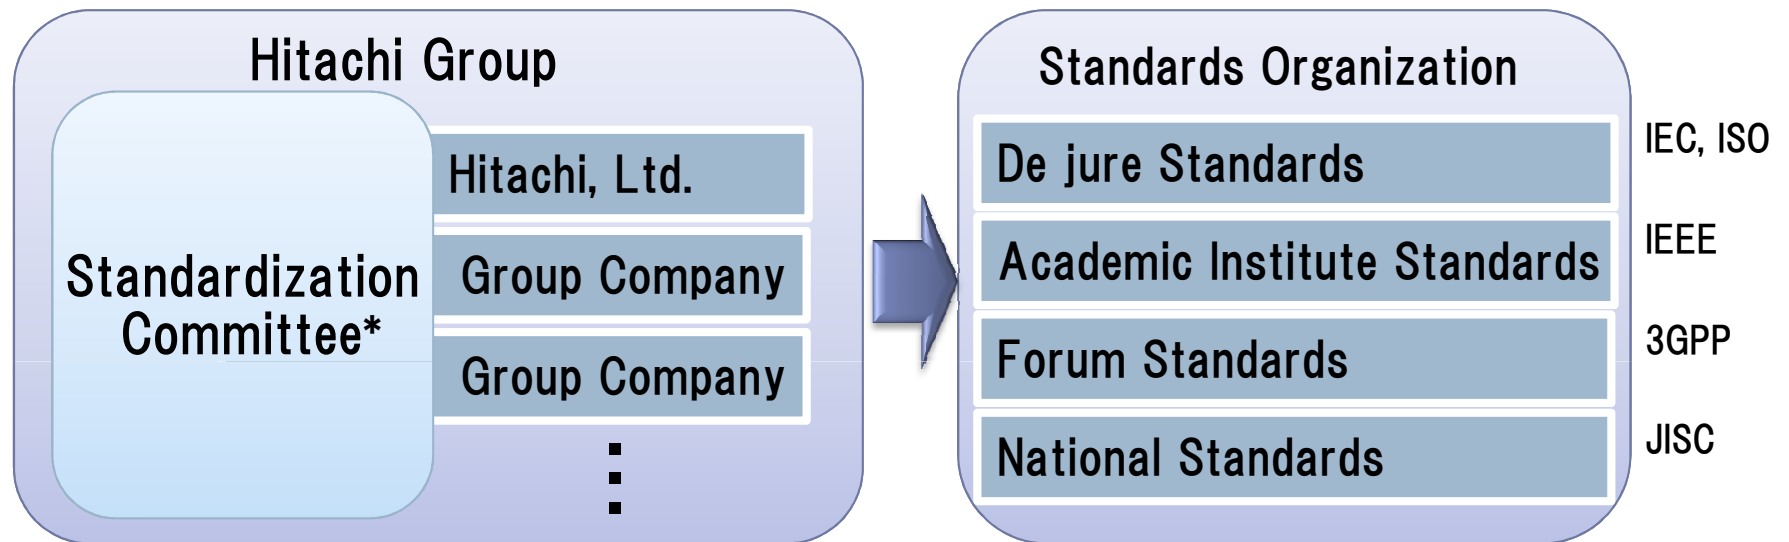 Hitachi Group
Standardization
Committee*
Hitachi, Ltd.
Group Company
Group Company
Standards Organization
De jure Standards
IEC, ISO
Academic Institute Standards
IEEE
Forum Standards
3GPP
National Standards
JISC